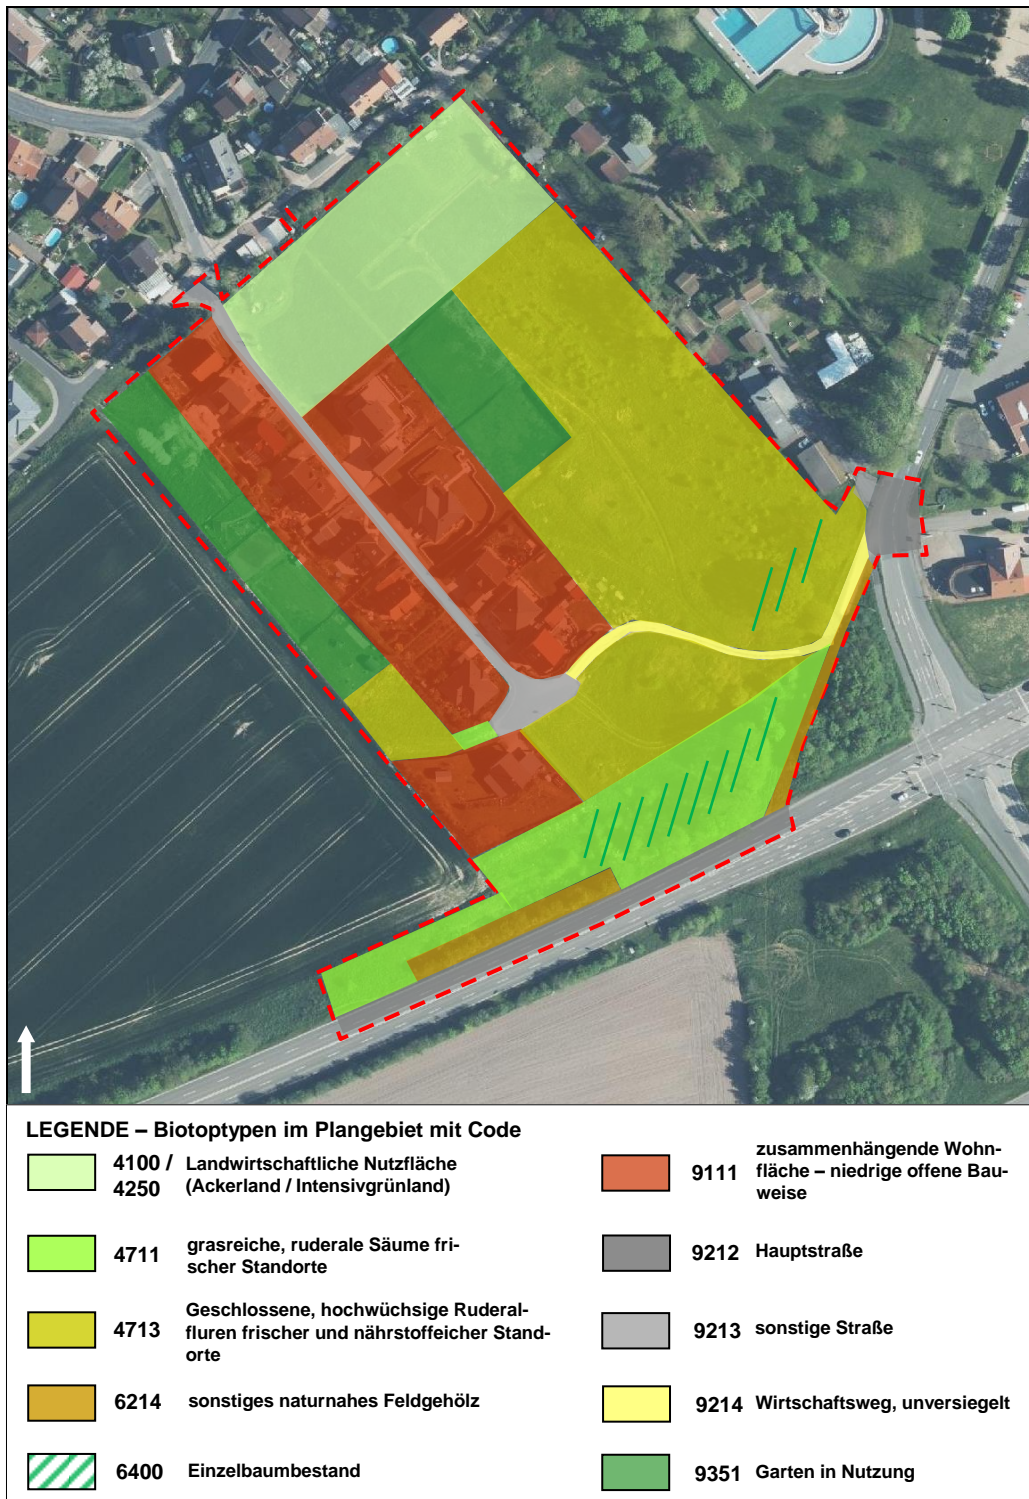 LEGENDE – Biotoptypen im Plangebiet mit Code
4100 /
4250
Landwirtschaftliche Nutzfläche
(Ackerland / Intensivgrünland)
4711
grasreiche, ruderale Säume fri-
scher Standorte
4713
Geschlossene, hochwüchsige Ruderal-
fluren frischer und nährstoffeicher Stand-
orte
6214
sonstiges naturnahes Feldgehölz
6400
Einzelbaumbestand
9111
zusammenhängende Wohn-
fläche – niedrige offene Bau-
weise
9212
Hauptstraße
9213
sonstige Straße
9214
Wirtschaftsweg, unversiegelt
9351
Garten in Nutzung